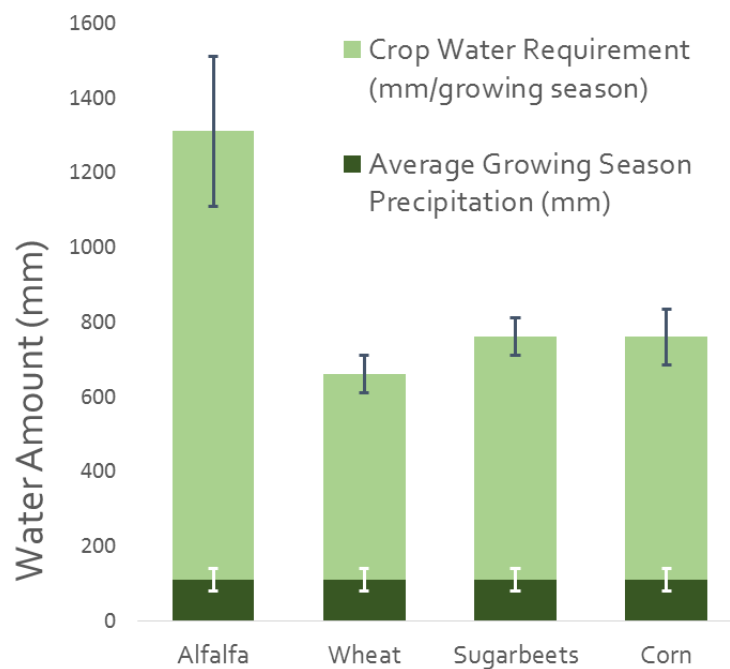 1600
1400
1200
1000
800
600
400
200
0
Water Amount (mm)
Crop Water Requirement
(mm/growing season)
Average Growing Season
Precipitation (mm)
Alfalfa
Wheat
Sugarbeets
Corn